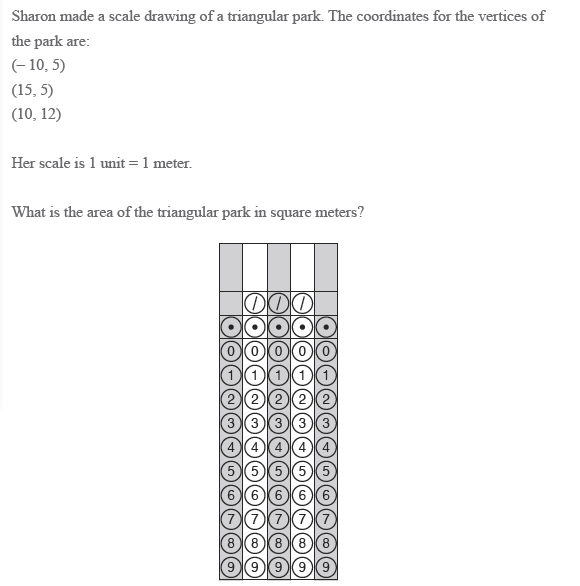 Sharon made a scale drawing of a triangular park. The coordinates for the vertices of
the park are:
(– 10, 5)
(15, 5)
(10, 12)
Her scale is 1 unit = 1 meter.
What is the area of the triangular park in square meters?
/ / /
• • • • •
0 0 0 0 0
1 1 1 1 1
2 2 2 2 2
3 3 3 3 3
4 4 4 4 4
5 5 5 5 5
6 6 6 6 6
7 7 7 7 7
8 8 8 8 8
9 9 9 9 9